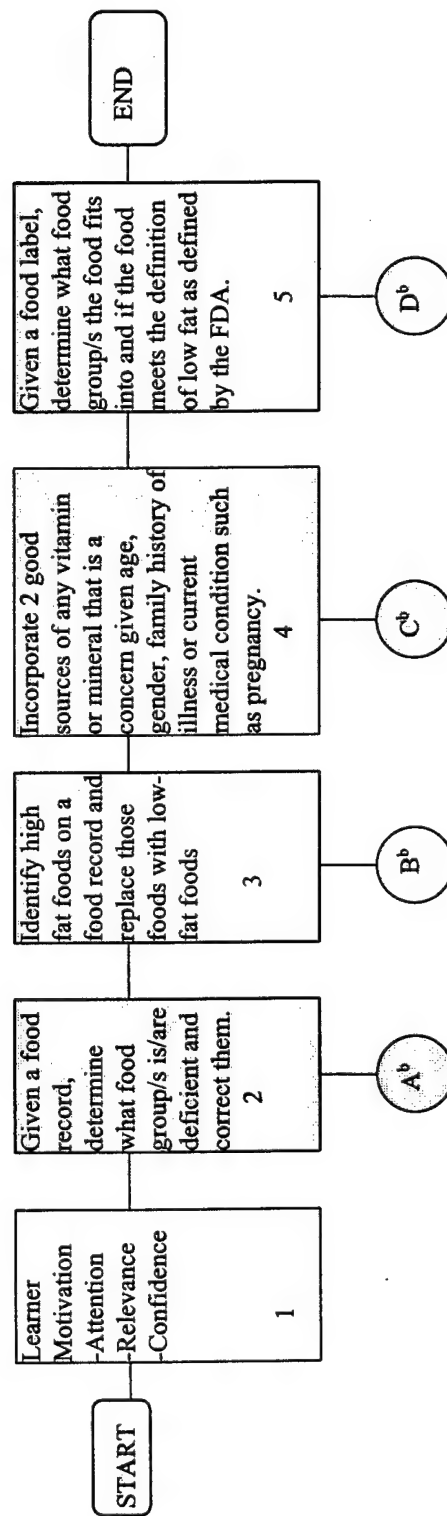 START
Learner
Motivation
-Attention
-Relevance
-Confidence
1
Given a food
record,
determine
what food
group/s is/are
deficient and
correct them.
2
Aᵇ
Identify high
fat foods on a
food record and
replace those
foods with low-
fat foods
3
Bᵇ
Incorporate 2 good
sources of any vitamin
or mineral that is a
concern given age,
gender, family history of
illness or current
medical condition such
as pregnancy.
4
Cᵇ
Given a food label,
determine what food
group/s the food fits
into and if the food
meets the definition
of low fat as defined
by the FDA.
5
Dᵇ
END